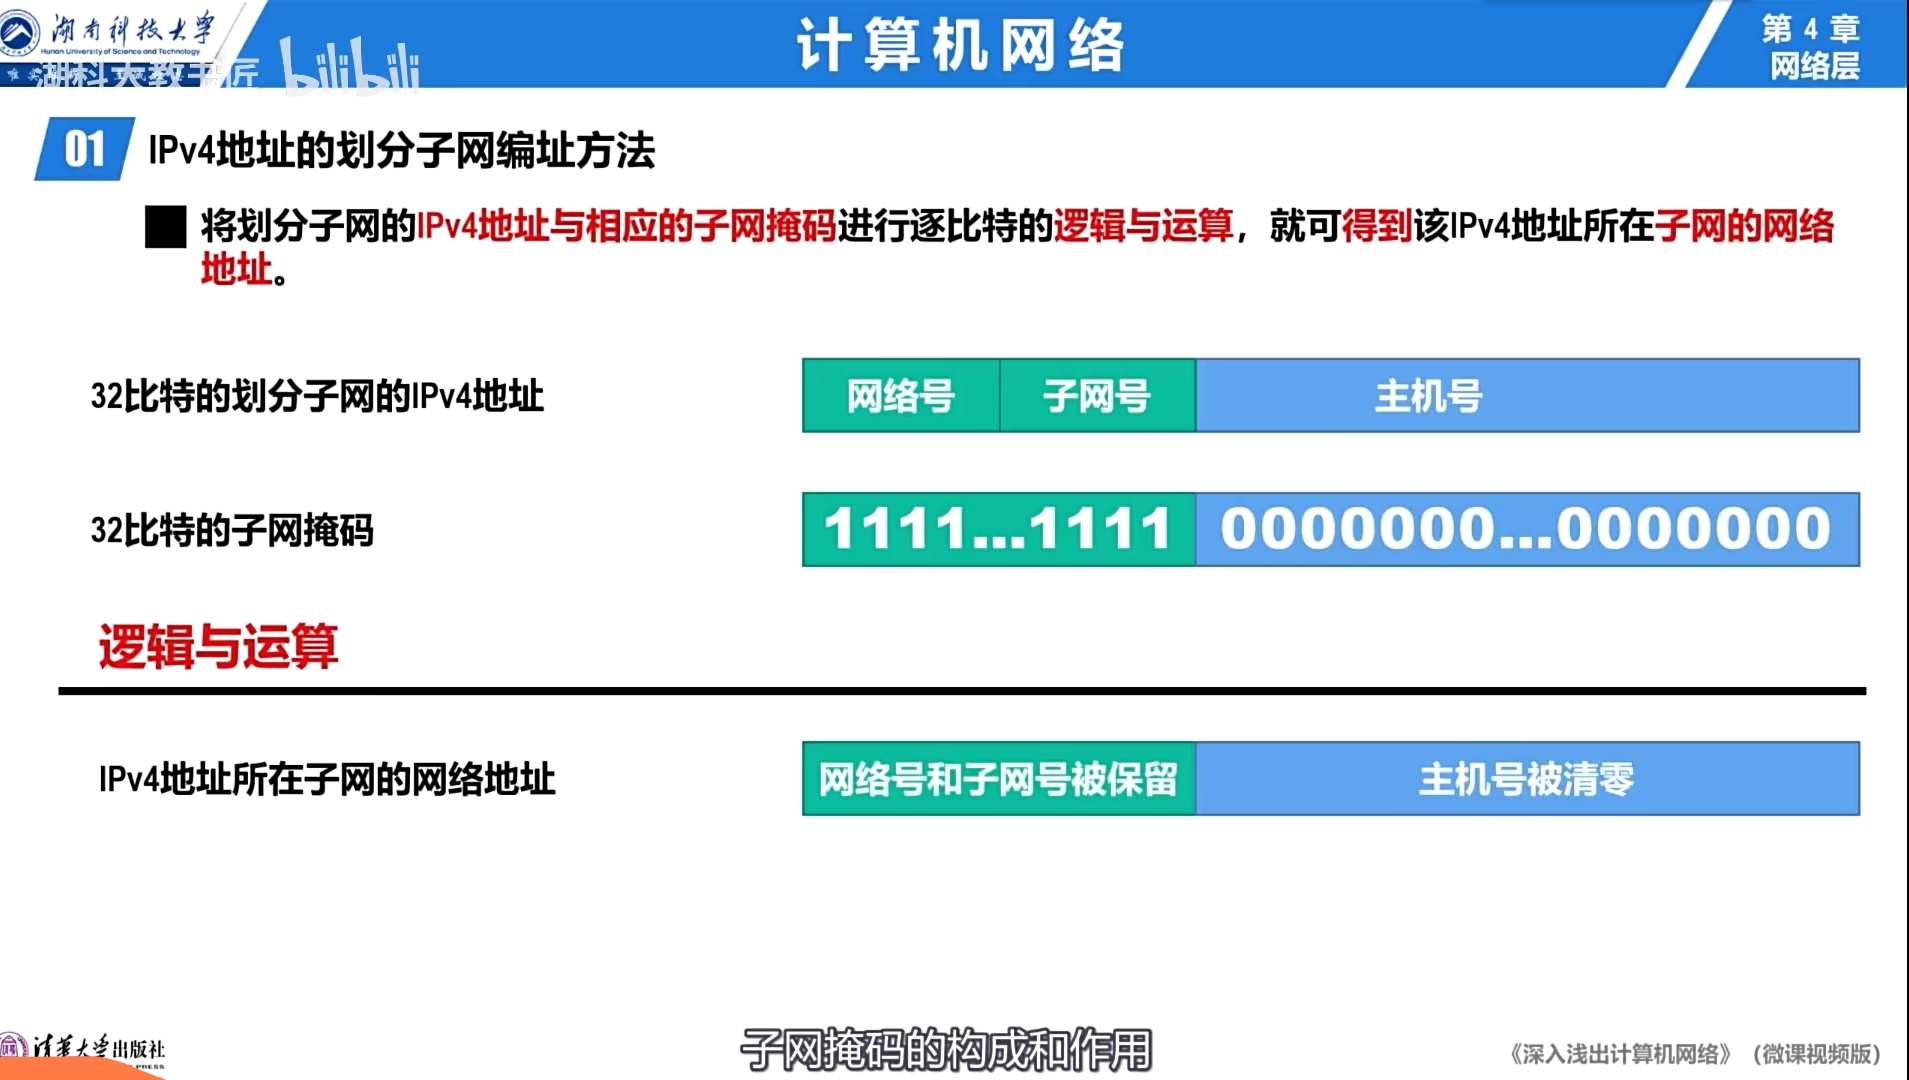 湖南科技大学
Hunan University of Science and Technology
湖科大教书匠 bilibili
计算机网络
第 4 章
网络层
01 IPv4地址的划分子网编址方法
将划分子网的IPv4地址与相应的子网掩码进行逐比特的逻辑与运算，就可得到该IPv4地址所在子网的网络
地址。
32比特的划分子网的IPv4地址 网络号 子网号 主机号
32比特的子网掩码 1111...1111 0000000...0000000
逻辑与运算
IPv4地址所在子网的网络地址 网络号和子网号被保留 主机号被清零
子网掩码的构成和作用
清华大学出版社
PRESS
《深入浅出计算机网络》（微课视频版）